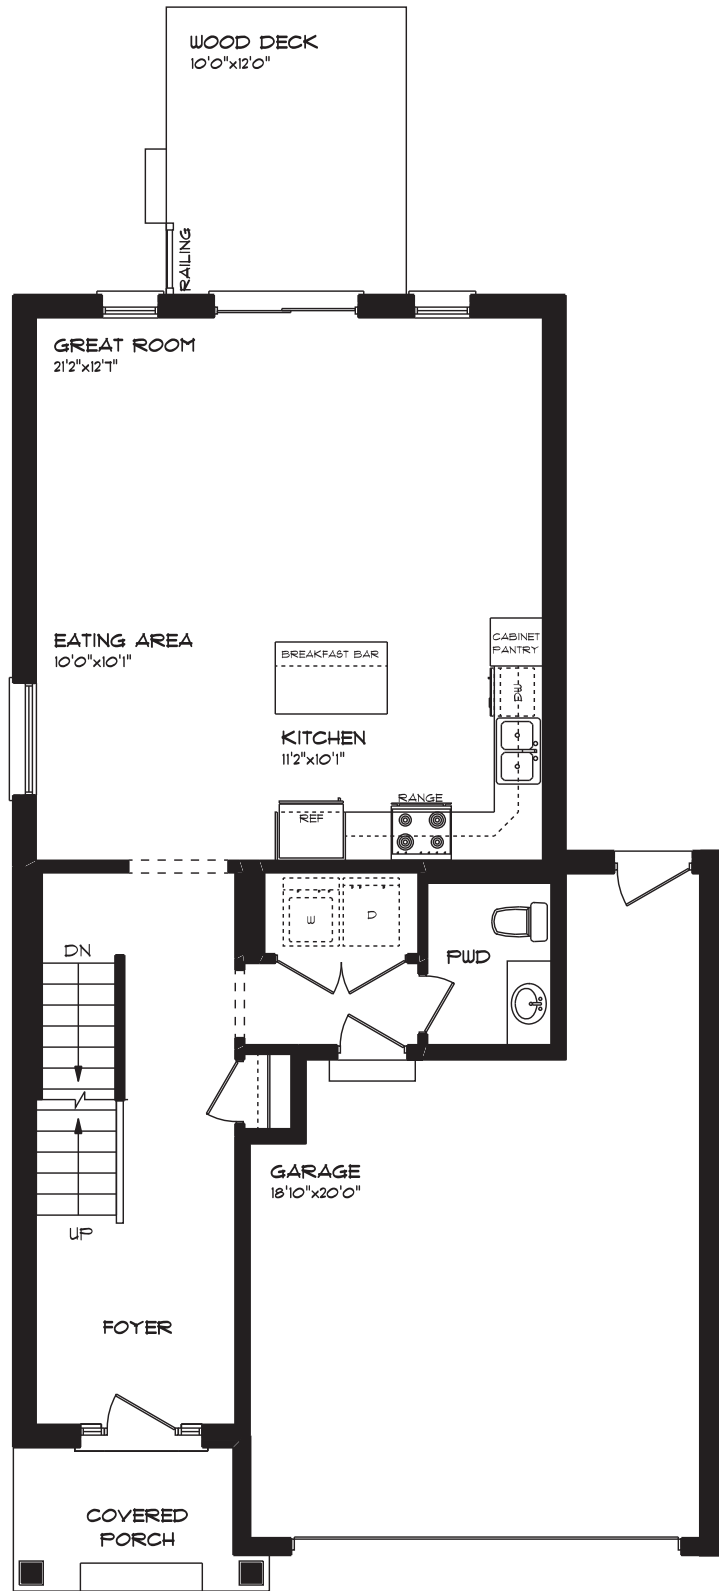 WOOD DECK
10'0"x12'0"
RAILING
GREAT ROOM
21'2"x12'7"
EATING AREA
10'0"x10'1"
BREAKFAST BAR
CABINET
PANTRY
DW
KITCHEN
11'2"x10'1"
RANGE
REF
W
D
DN
PWD
GARAGE
18'10"x20'0"
UP
FOYER
COVERED
PORCH